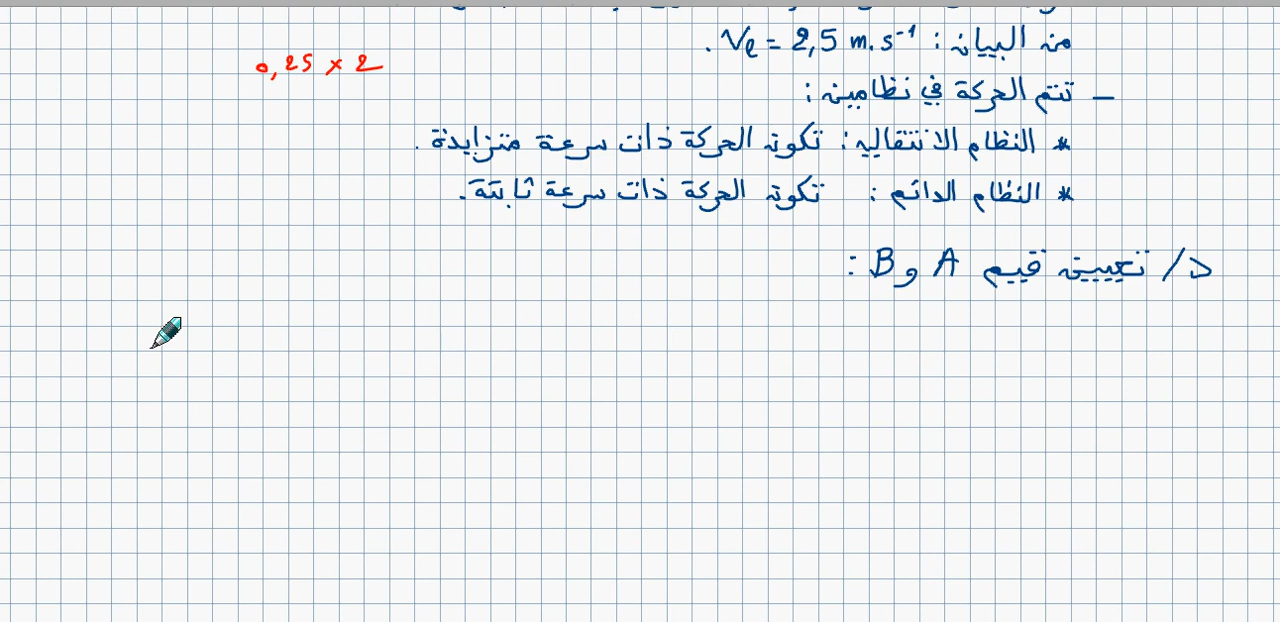 من البيان : Vℓ = 2,5 m.s⁻¹.
0,25 × 2
– تتم الحركة في نظامين :
* النظام الانتقالي : تكون الحركة ذات سرعة متزايدة .
* النظام الدائم : تكون الحركة ذات سرعة ثابتة.
د/ تعيين قيم A و B :